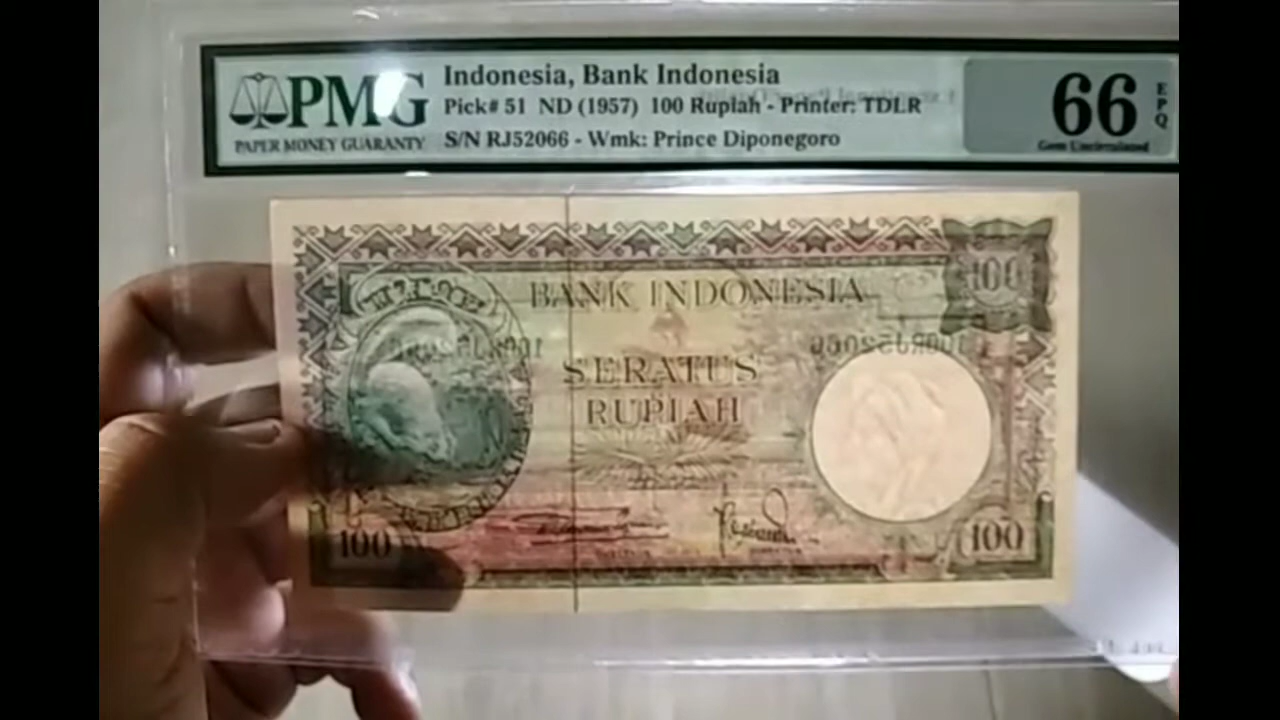 PMG
PAPER MONEY GUARANTY
Indonesia, Bank Indonesia
Pick# 51 ND (1957) 100 Rupiah - Printer: TDLR
S/N RJ52066 - Wmk: Prince Diponegoro
66
EPQ
Gem Uncirculated
100
BANK INDONESIA
SERATUS
RUPIAH
100
100